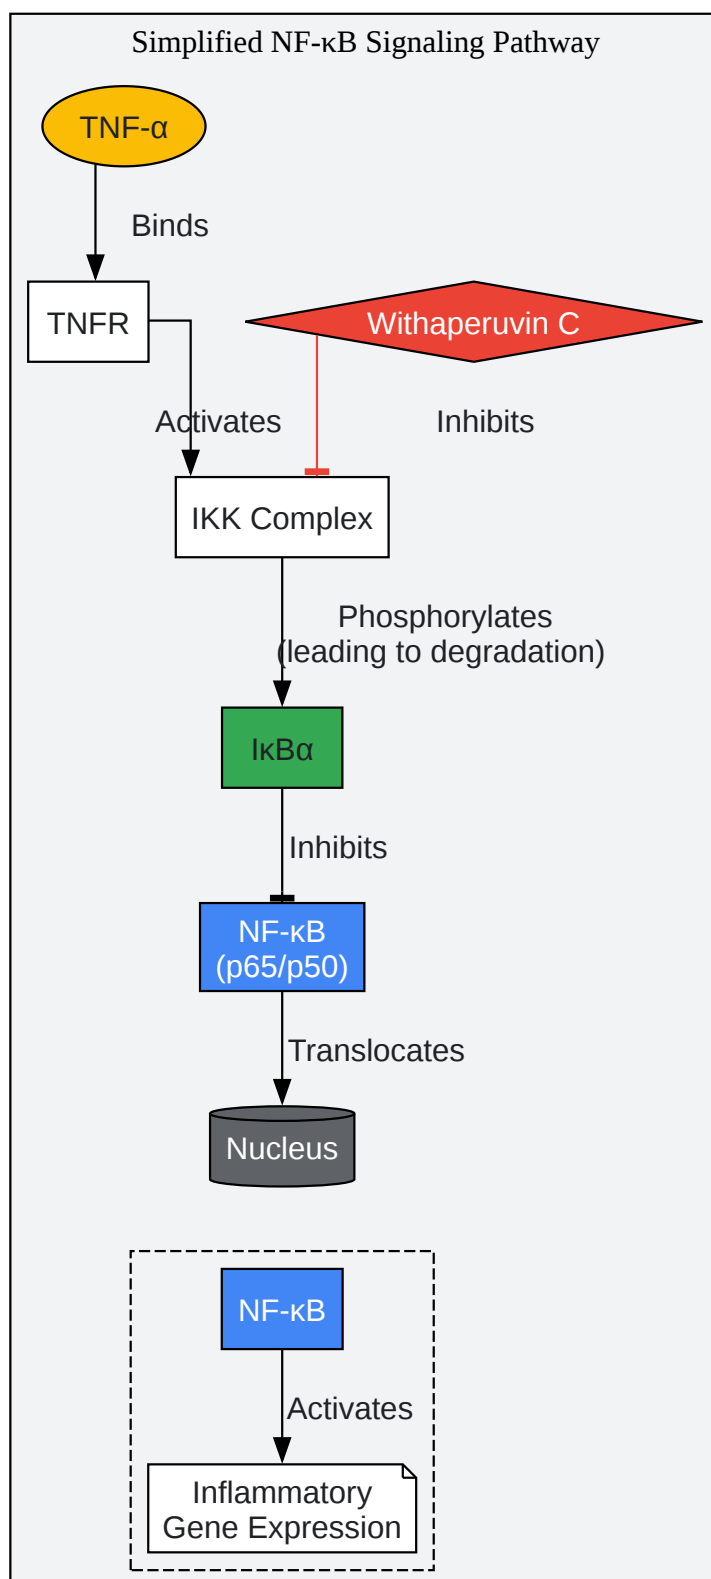 Simplified NF-κB Signaling Pathway
TNF-α
Binds
TNFR
Withaperuvin C
Activates
Inhibits
IKK Complex
Phosphorylates
(leading to degradation)
IκBα
Inhibits
NF-κB
(p65/p50)
Translocates
Nucleus
NF-κB
Activates
Inflammatory
Gene Expression